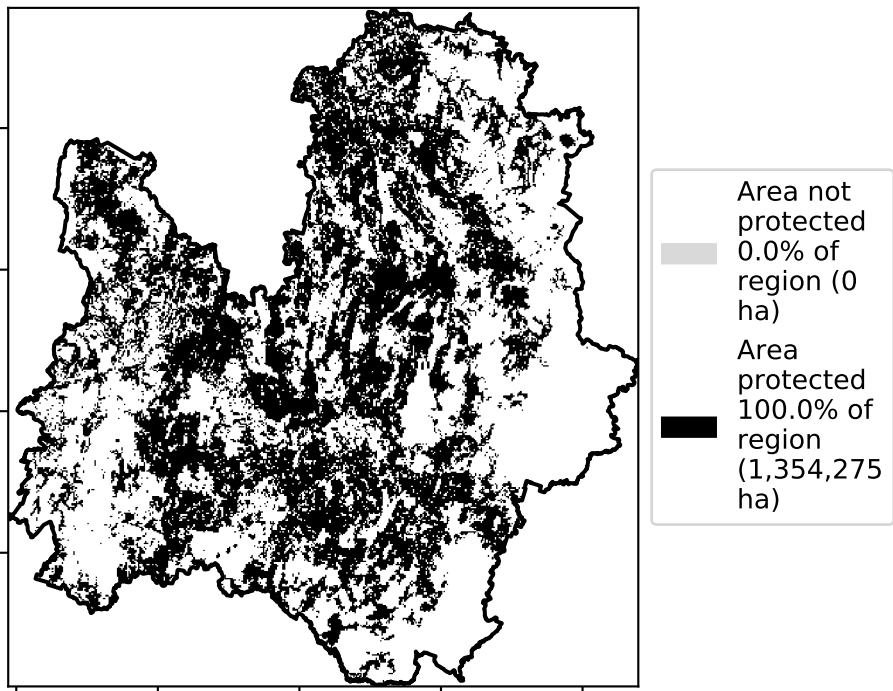 Area not
protected
0.0% of
region (0
ha)
Area
protected
100.0% of
region
(1,354,275
ha)